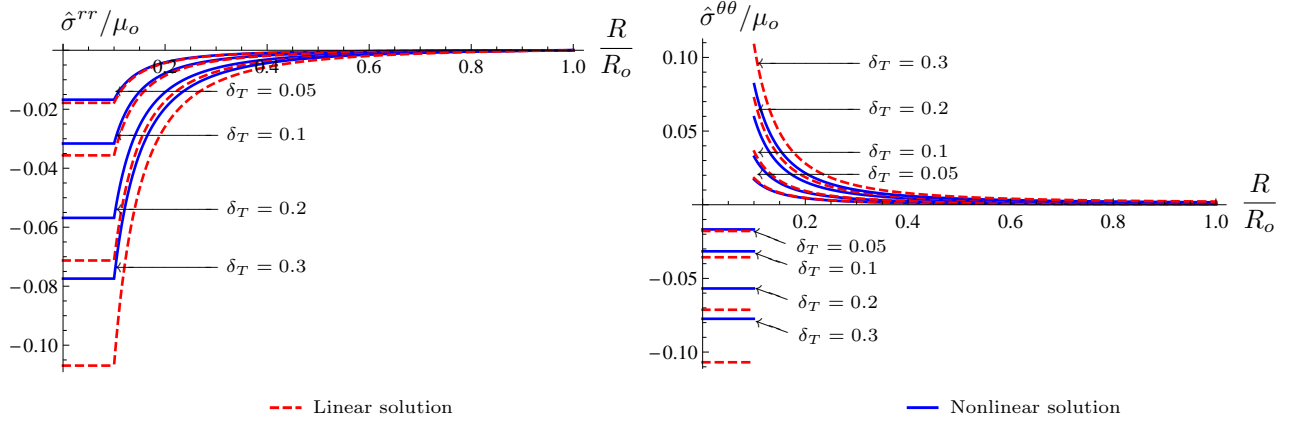 σ̂^{rr}/μ_o
R/R_o
0.2 0.4 0.6 0.8 1.0
−0.02
−0.04
−0.06
−0.08
−0.10
δ_T = 0.05
δ_T = 0.1
δ_T = 0.2
δ_T = 0.3
σ̂^{θθ}/μ_o
0.10
0.05
−0.05
−0.10
δ_T = 0.3
δ_T = 0.2
δ_T = 0.1
δ_T = 0.05
R/R_o
0.2 0.4 0.6 0.8 1.0
δ_T = 0.05
δ_T = 0.1
δ_T = 0.2
δ_T = 0.3
Linear solution
Nonlinear solution